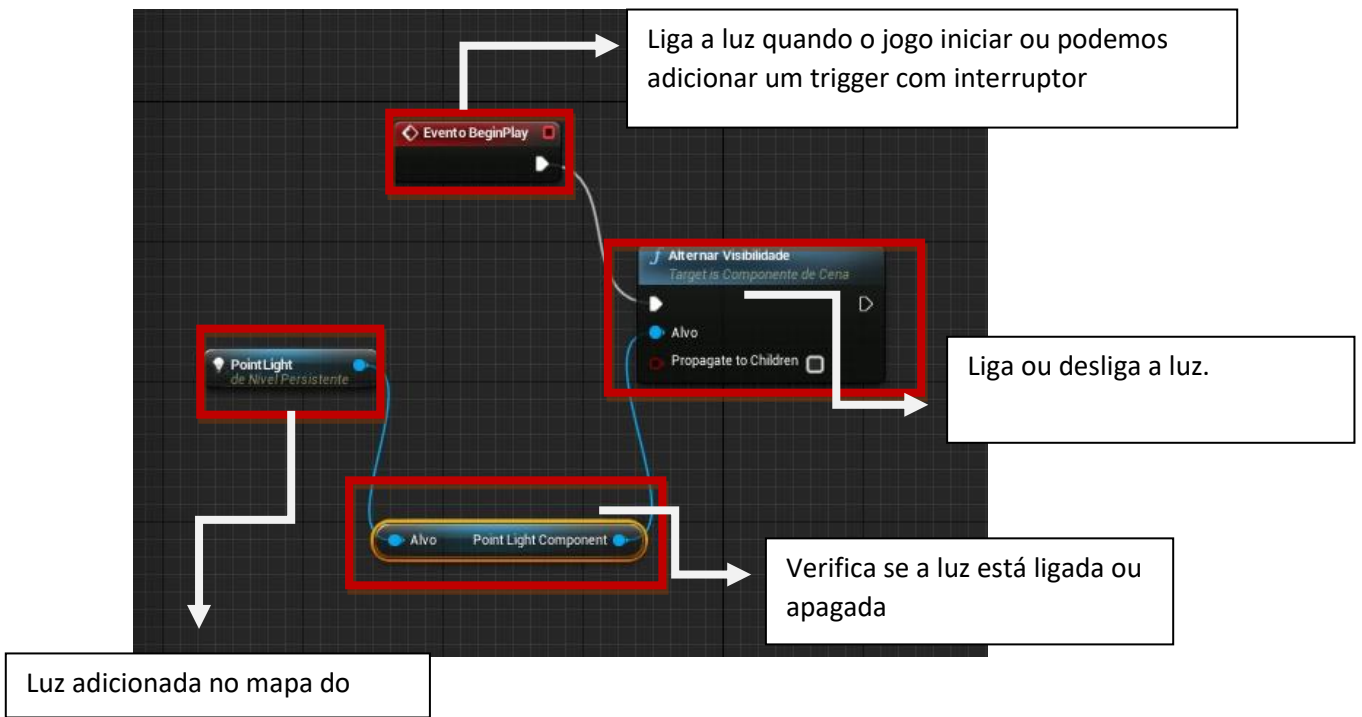 Liga a luz quando o jogo iniciar ou podemos
adicionar um trigger com interruptor
Evento BeginPlay
Alternar Visibilidade
Target is Componente de Cena
Alvo
Propagate to Children
PointLight
de Nivel Persistente
Liga ou desliga a luz.
Alvo Point Light Component
Verifica se a luz está ligada ou
apagada
Luz adicionada no mapa do